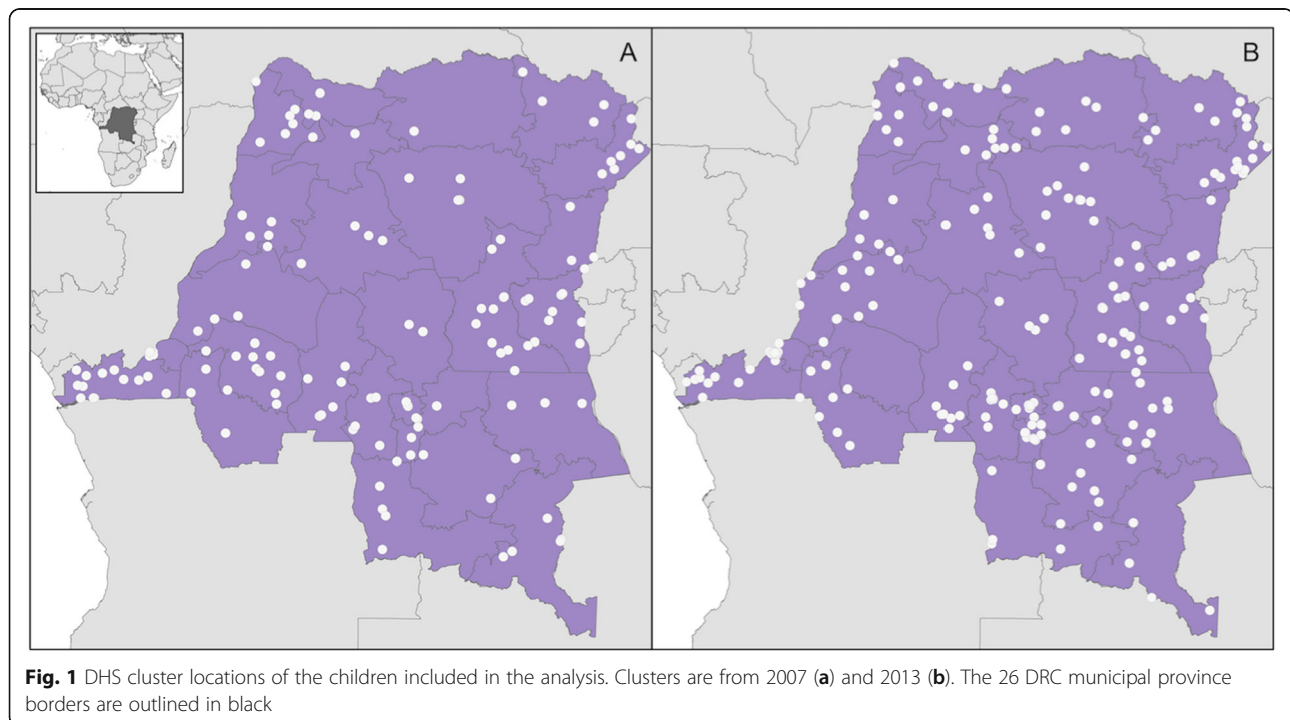 A
B
Fig. 1 DHS cluster locations of the children included in the analysis. Clusters are from 2007 (a) and 2013 (b). The 26 DRC municipal province
borders are outlined in black